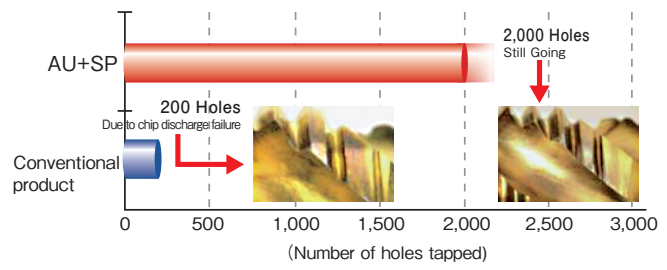 AU+SP
2,000 Holes
Still Going
200 Holes
Due to chip discharge failure
Conventional
product
0 500 1,000 1,500 2,000 2,500 3,000
(Number of holes tapped)